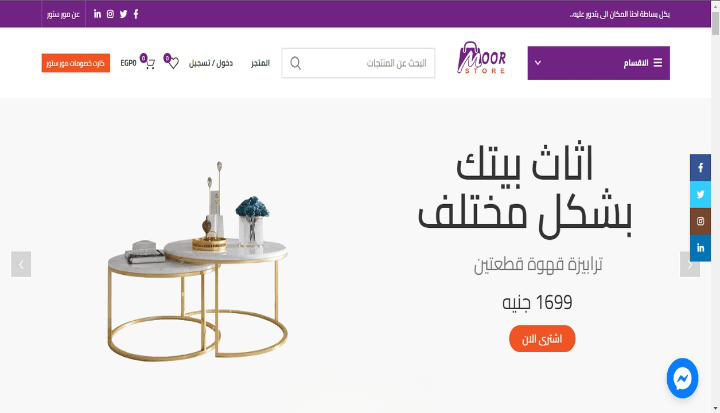 بكل بساطة احنا المكان الى بتدور عليه..
عن مور ستور
الاقسام
MOOR
STORE
البحث عن المنتجات
المتجر
دخول / تسجيل
0
0
EGP0
كارت خصومات مور ستور
اثاث بيتك
بشكل مختلف
ترابيزة قهوة قطعتين
1699 جنيه
اشترى الان